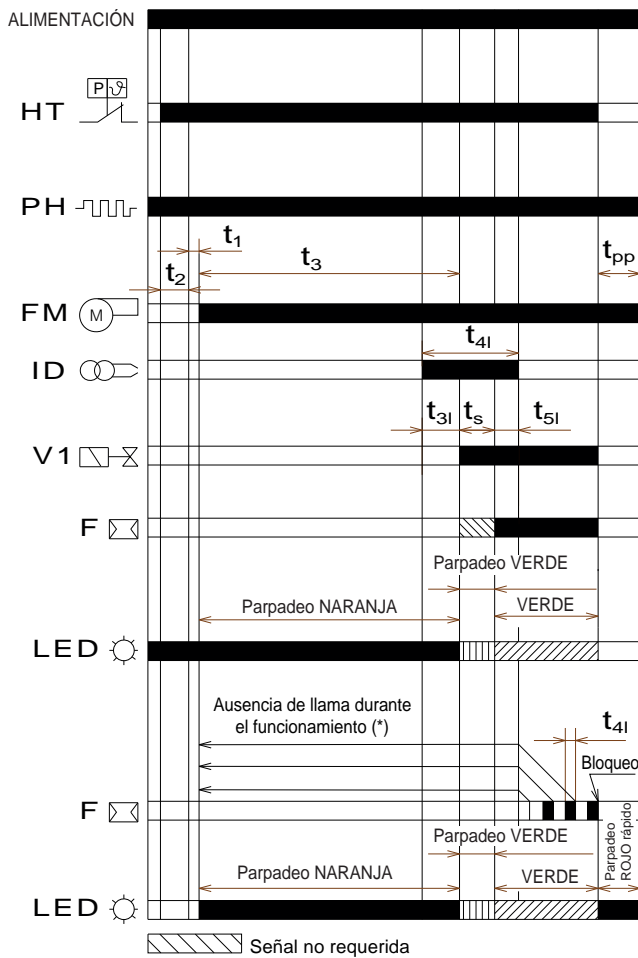 ALIMENTACIÓN
P ϑ
HT
PH
t1
t3
tpp
t2
FM M
ID
t4l
t3l ts t5l
V1
F
Parpadeo VERDE
Parpadeo NARANJA VERDE
LED
Ausencia de llama durante
el funcionamiento (*)
t4l
Bloqueo
F
Parpadeo VERDE
Parpadeo
ROJO rápido
Parpadeo NARANJA VERDE
LED
Señal no requerida